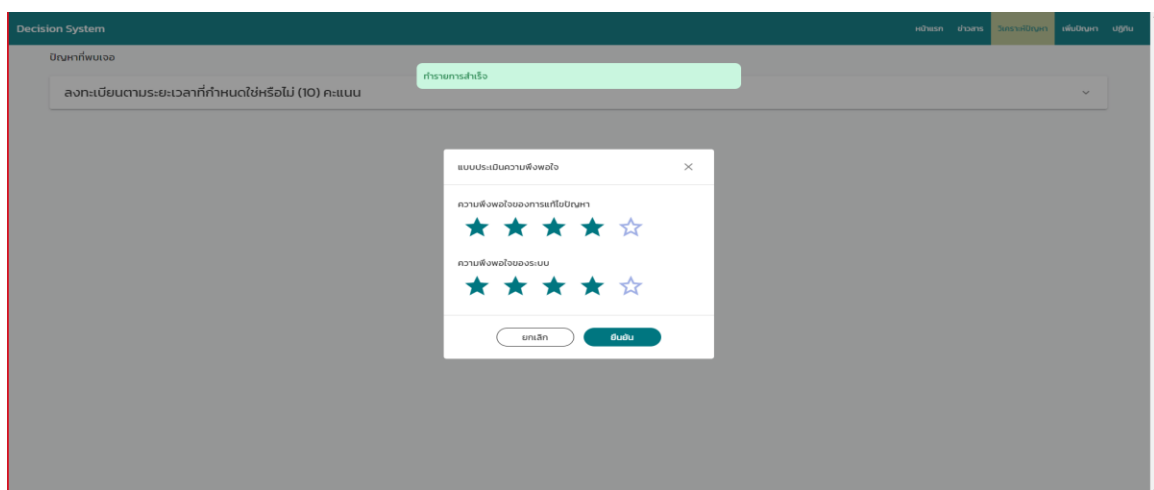 Decision System
หน้าแรก ข่าวสาร วิเคราะห์ปัญหา เพิ่มปัญหา ปฏิทิน
ปัญหาที่พบเจอ
ทำรายการสำเร็จ
ลงทะเบียนตามระยะเวลาที่กำหนดใช่หรือไม่ (10) คะแนน
แบบประเมินความพึงพอใจ
ความพึงพอใจของการแก้ไขปัญหา
ความพึงพอใจของระบบ
ยกเลิก ยืนยัน